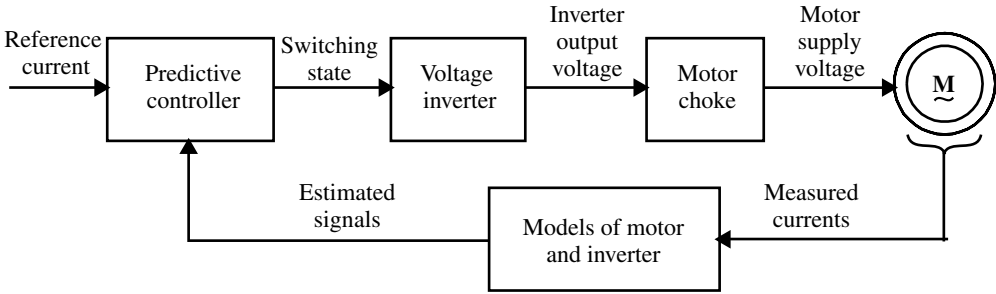 Reference
current
Predictive
controller
Switching
state
Voltage
inverter
Inverter
output
voltage
Motor
choke
Motor
supply
voltage
M
~
Estimated
signals
Models of motor
and inverter
Measured
currents